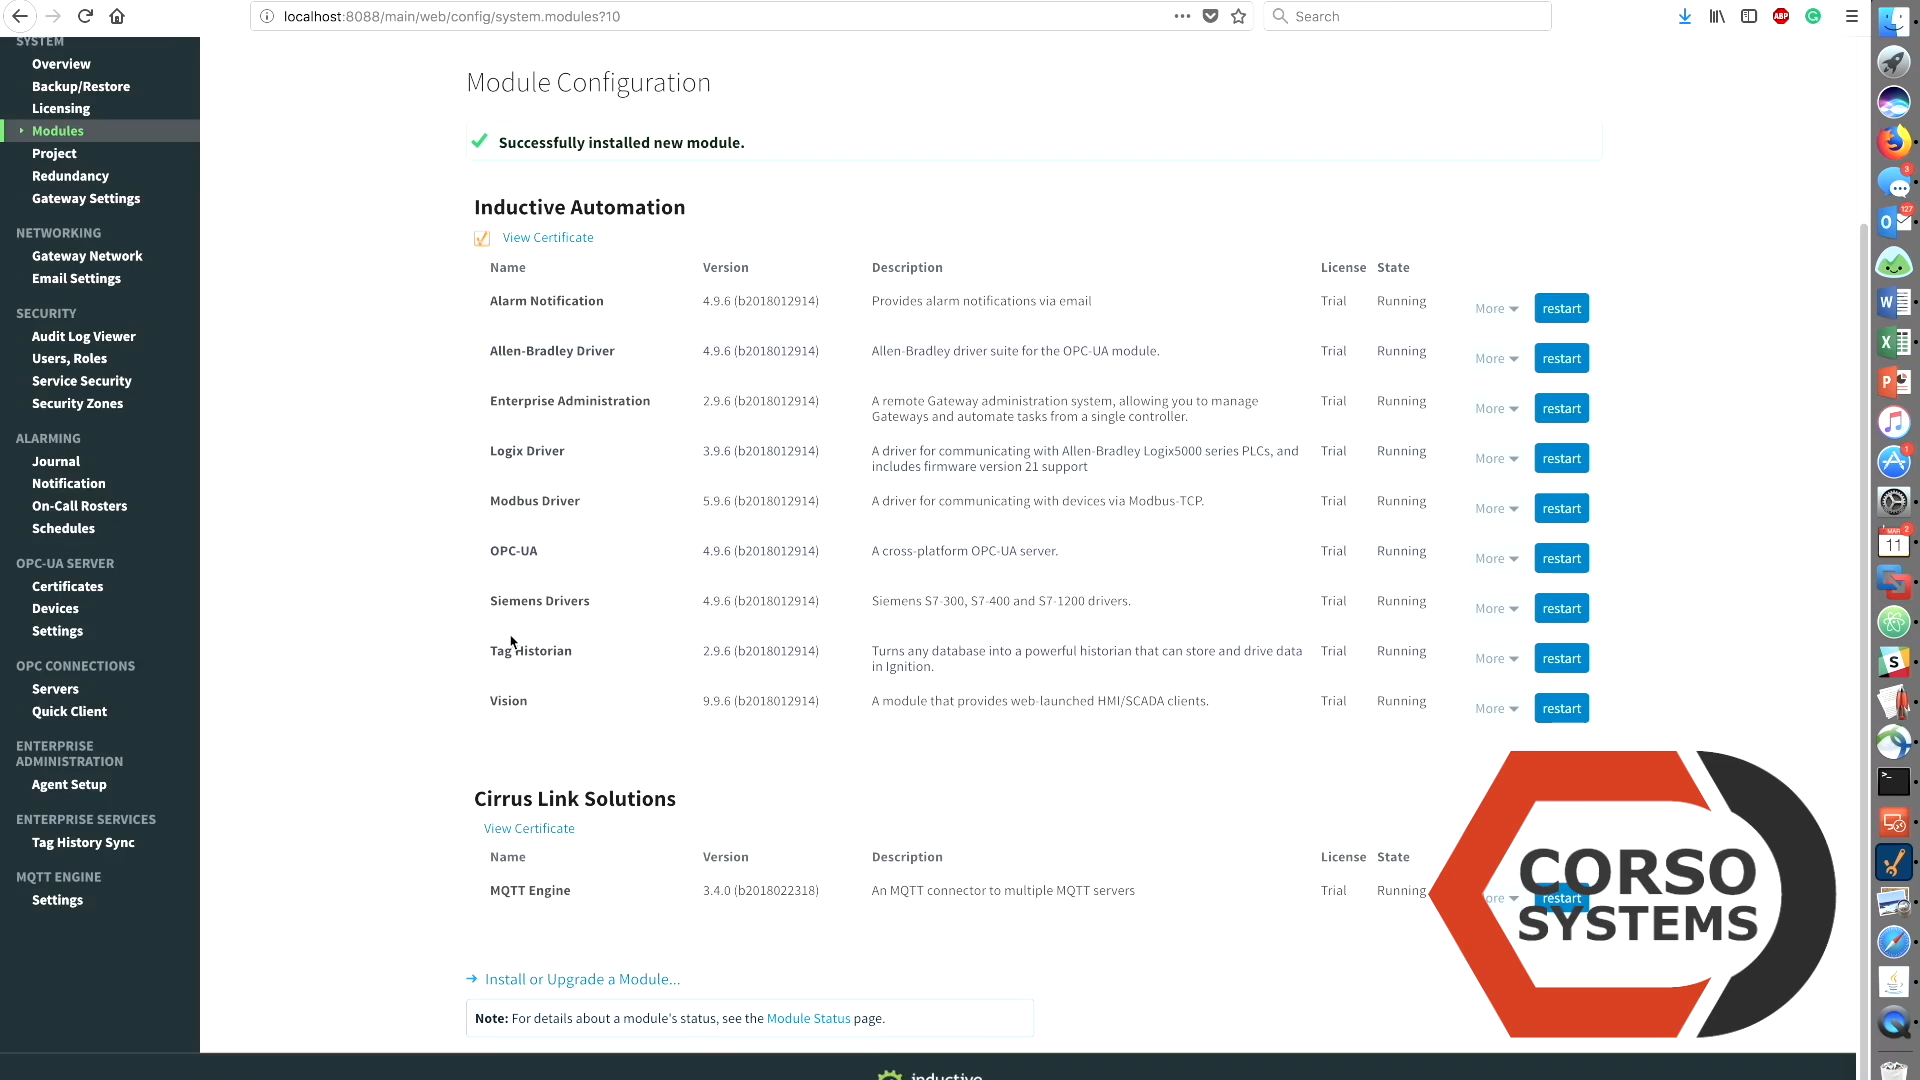 localhost:8088/main/web/config/system.modules?10
Search
ABP
SYSTEM
Overview
Backup/Restore
Licensing
Modules
Project
Redundancy
Gateway Settings
NETWORKING
Gateway Network
Email Settings
SECURITY
Audit Log Viewer
Users, Roles
Service Security
Security Zones
ALARMING
Journal
Notification
On-Call Rosters
Schedules
OPC-UA SERVER
Certificates
Devices
Settings
OPC CONNECTIONS
Servers
Quick Client
ENTERPRISE
ADMINISTRATION
Agent Setup
ENTERPRISE SERVICES
Tag History Sync
MQTT ENGINE
Settings
Module Configuration
Successfully installed new module.
Inductive Automation
View Certificate
Name Version Description License State
Alarm Notification 4.9.6 (b2018012914) Provides alarm notifications via email Trial Running More restart
Allen-Bradley Driver 4.9.6 (b2018012914) Allen-Bradley driver suite for the OPC-UA module. Trial Running More restart
Enterprise Administration 2.9.6 (b2018012914) A remote Gateway administration system, allowing you to manage Trial Running More restart
Gateways and automate tasks from a single controller.
Logix Driver 3.9.6 (b2018012914) A driver for communicating with Allen-Bradley Logix5000 series PLCs, and Trial Running More restart
includes firmware version 21 support
Modbus Driver 5.9.6 (b2018012914) A driver for communicating with devices via Modbus-TCP. Trial Running More restart
OPC-UA 4.9.6 (b2018012914) A cross-platform OPC-UA server. Trial Running More restart
Siemens Drivers 4.9.6 (b2018012914) Siemens S7-300, S7-400 and S7-1200 drivers. Trial Running More restart
Tag Historian 2.9.6 (b2018012914) Turns any database into a powerful historian that can store and drive data Trial Running More restart
in Ignition.
Vision 9.9.6 (b2018012914) A module that provides web-launched HMI/SCADA clients. Trial Running More restart
Cirrus Link Solutions
View Certificate
Name Version Description License State
MQTT Engine 3.4.0 (b2018022318) An MQTT connector to multiple MQTT servers Trial Running ore restart
CORSO
SYSTEMS
Install or Upgrade a Module...
Note: For details about a module's status, see the Module Status page.
inductive
3
127
W
X
P
1
MAR
2
11
S